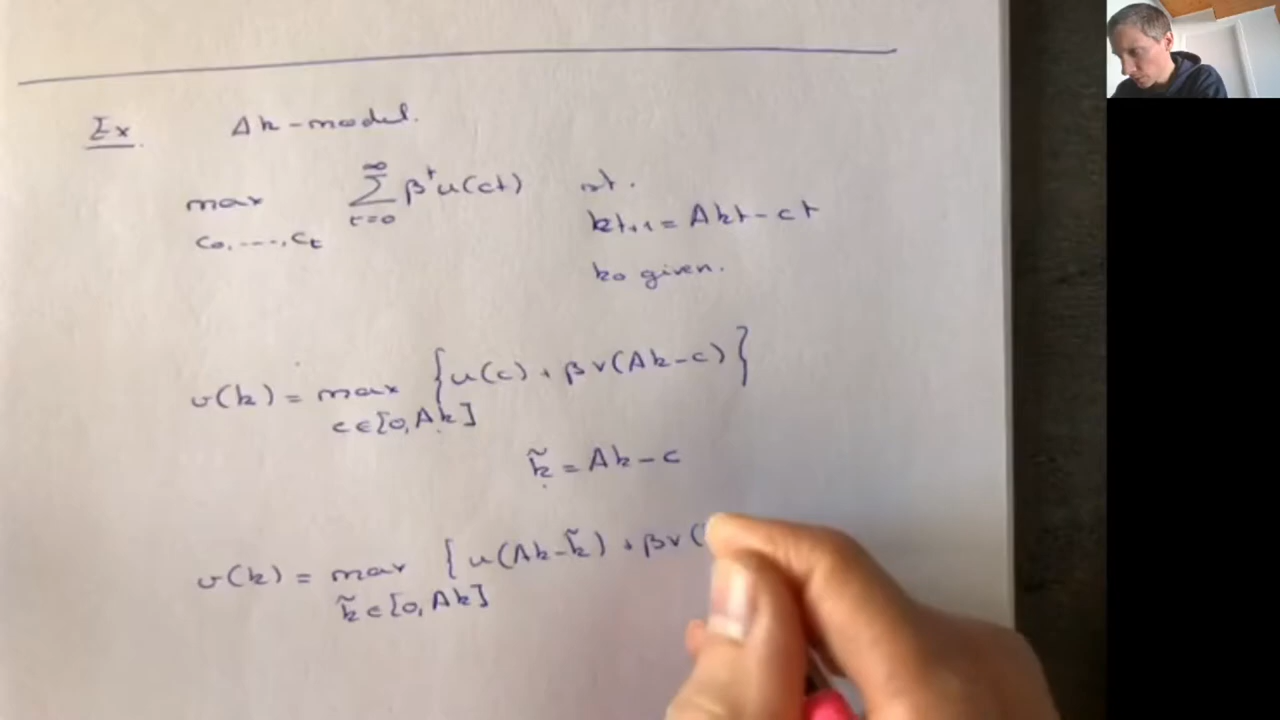 Ex. Ak-model.
max ∑_{t=0}^{∞} β^t u(ct) st.
c0,----,ct
kt+1 = Akt - ct
k0 given.
v(k) = max {u(c) + βv(Ak-c)}
c∈[0,Ak]
k̃ = Ak-c
v(k) = max {u(Ak-k̃) + βv(
k̃∈[0,Ak]